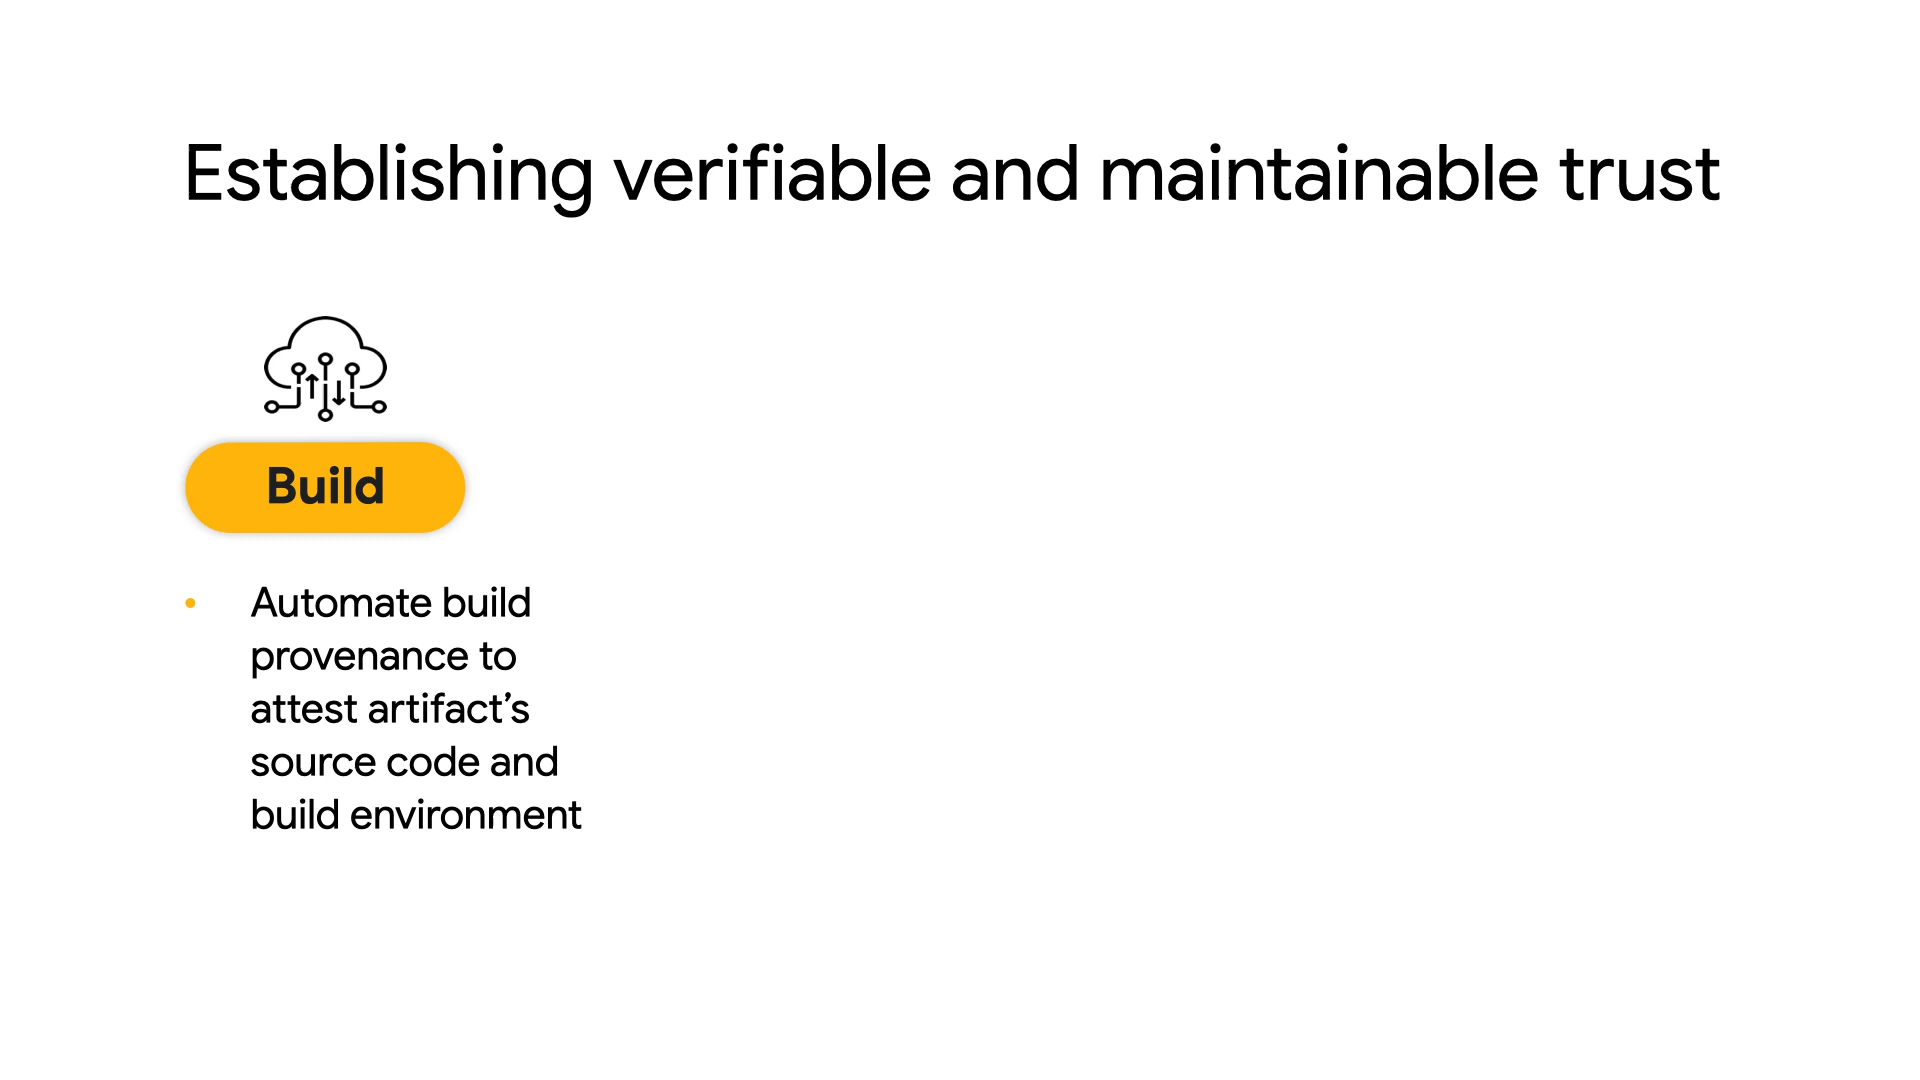 Establishing verifiable and maintainable trust
Build
• Automate build
provenance to
attest artifact’s
source code and
build environment